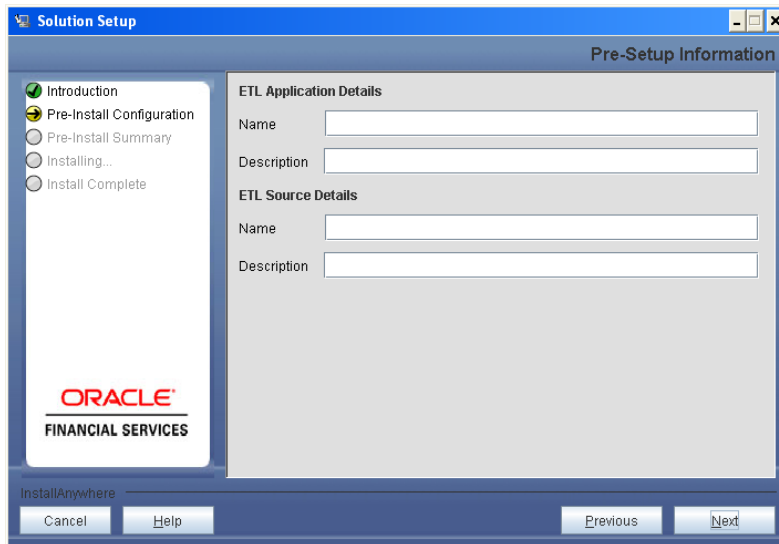 Solution Setup
Pre-Setup Information
Introduction
Pre-Install Configuration
Pre-Install Summary
Installing...
Install Complete
ORACLE
FINANCIAL SERVICES
ETL Application Details
Name
Description
ETL Source Details
Name
Description
InstallAnywhere
Cancel
Help
Previous
Next